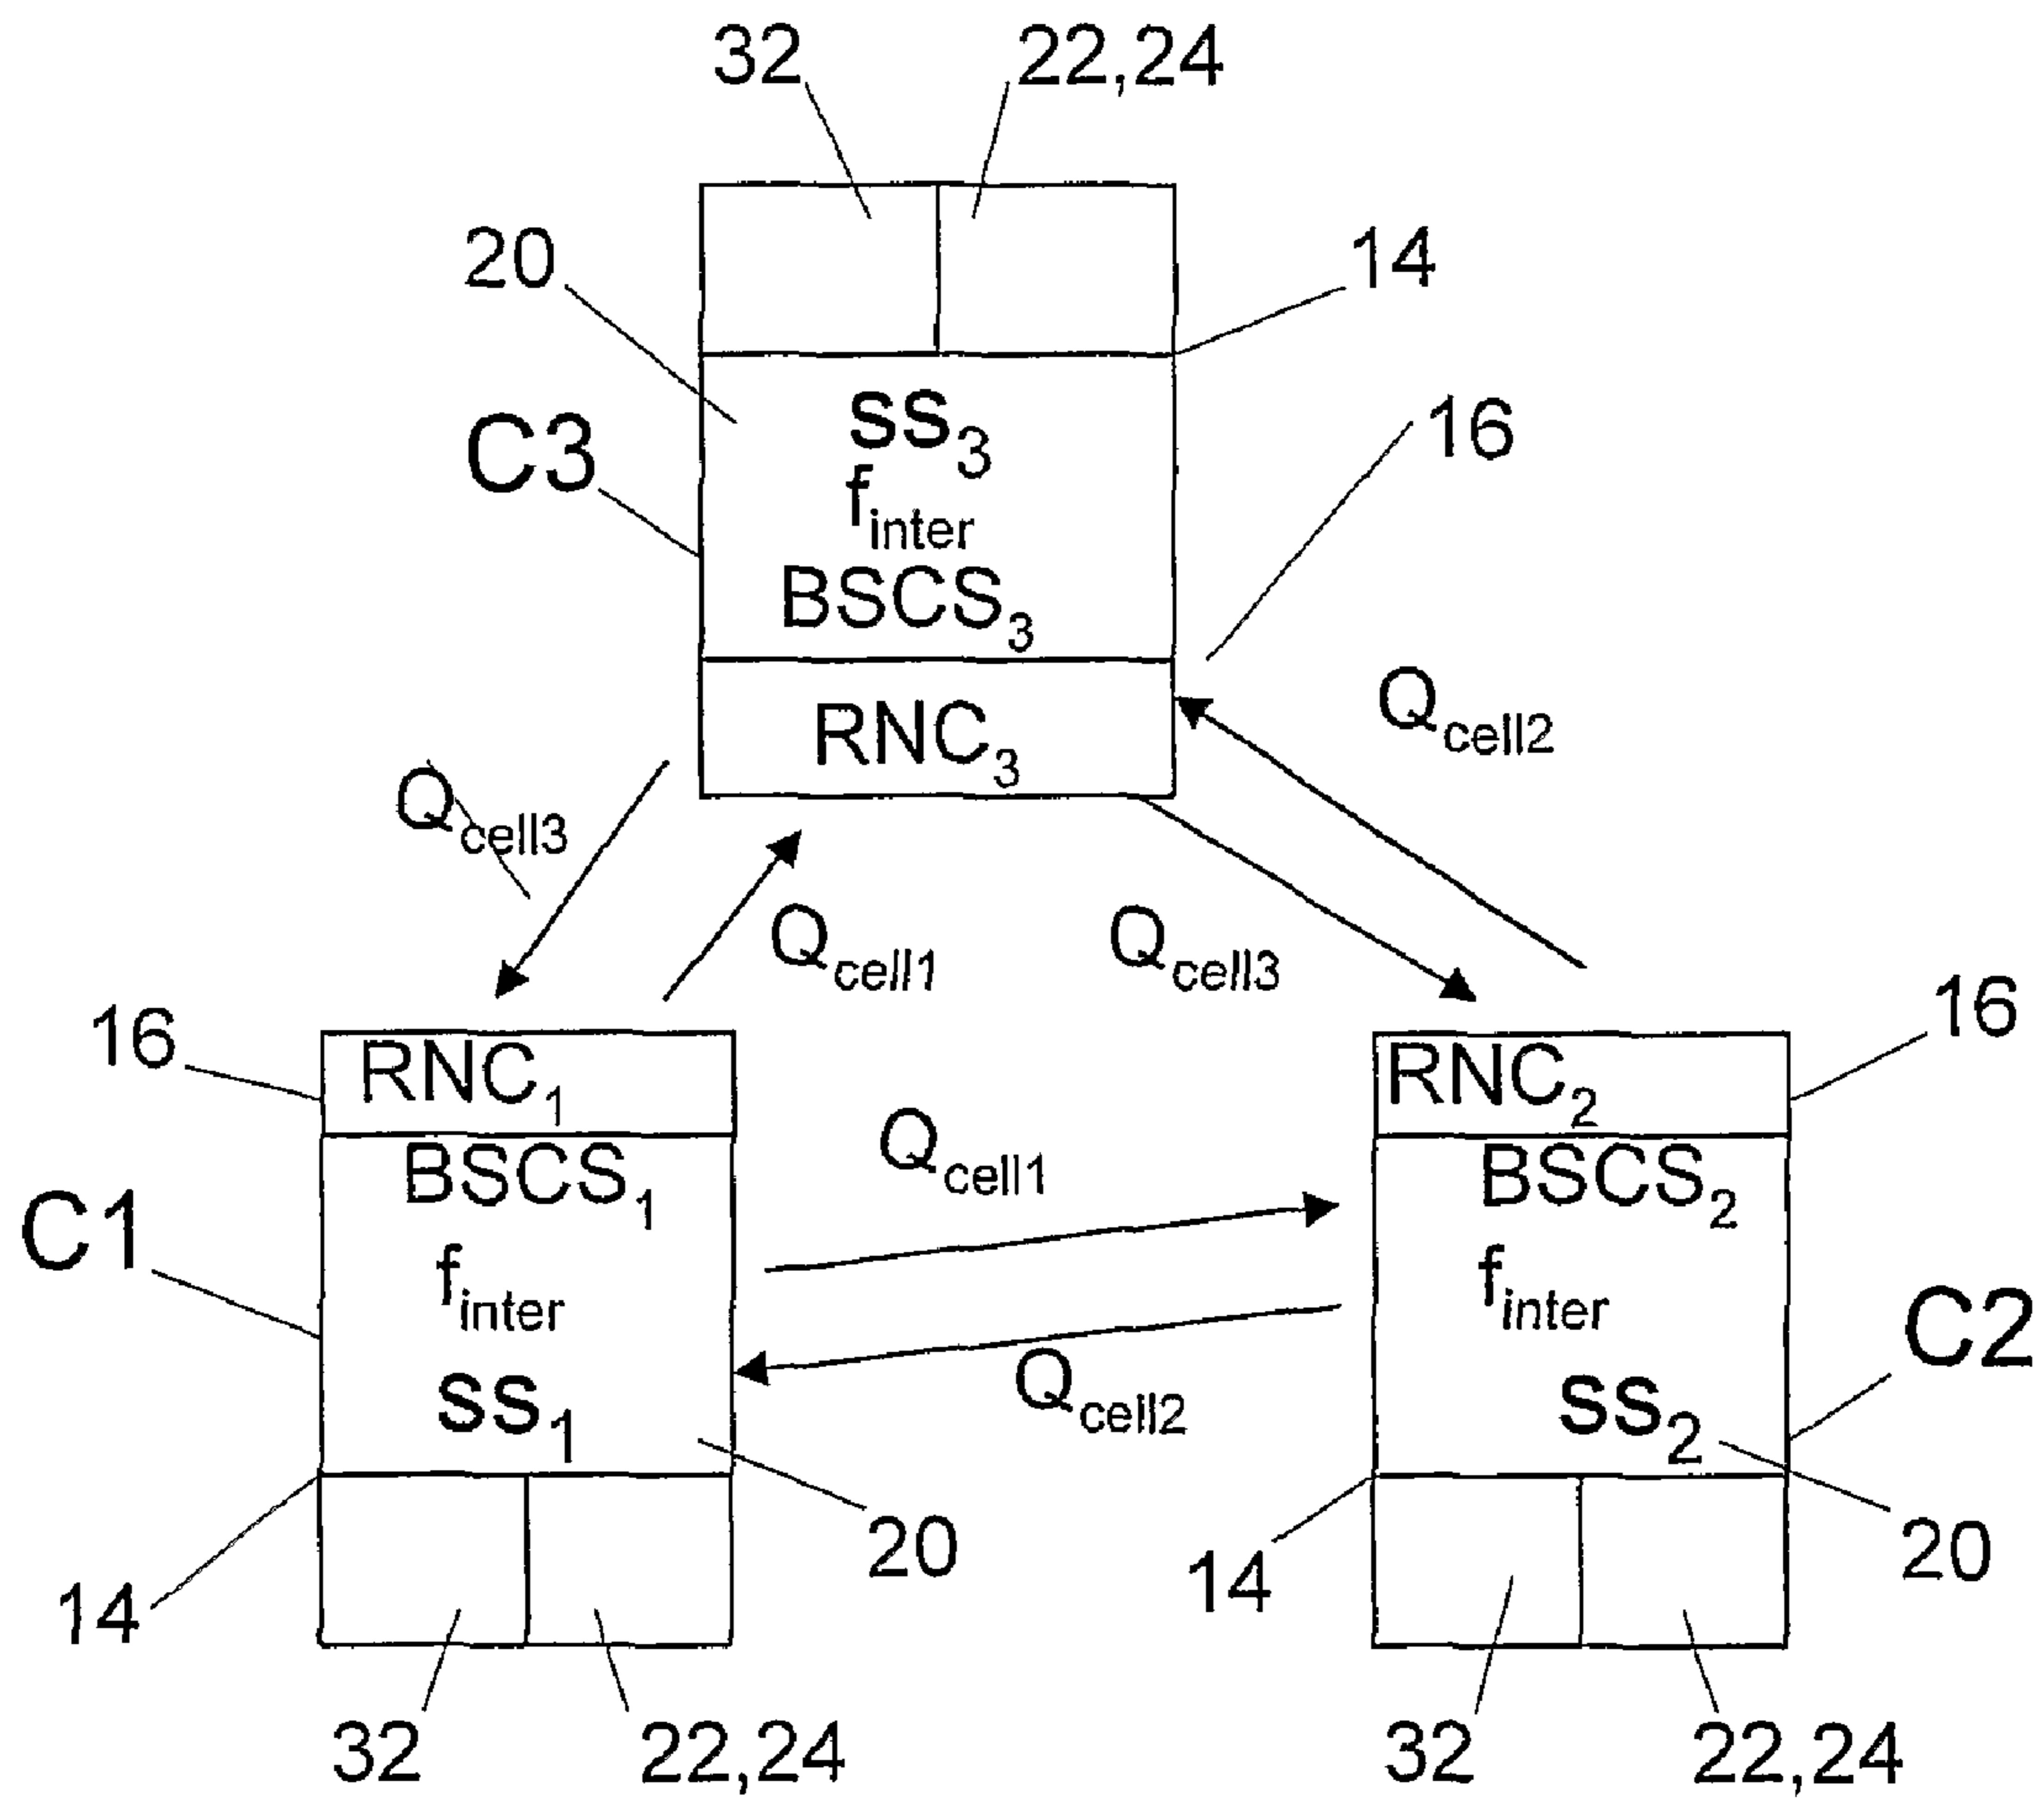 32 22,24
20 14
ss3
C3 16
finter
BSCS3
Qcell2
RNC3
Qcell3
Qcell1 Qcell3
16 16
RNC1 RNC2
Qcell1
BSCS1 BSCS2
C1
finter finter
C2
Qcell2
ss1 ss2
20 20
14 14
32 22,24 32 22,24